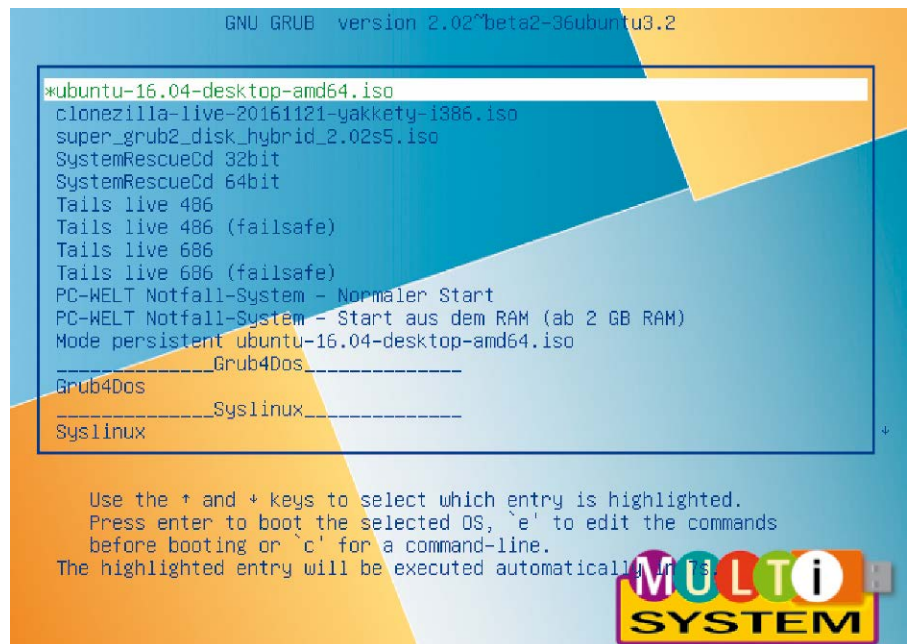 GNU GRUB version 2.02~beta2-36ubuntu3.2
*ubuntu-16.04-desktop-amd64.iso
clonezilla-live-20161121-yakkety-i386.iso
super_grub2_disk_hybrid_2.02s5.iso
SystemRescueCd 32bit
SystemRescueCd 64bit
Tails live 486
Tails live 486 (failsafe)
Tails live 686
Tails live 686 (failsafe)
PC-WELT Notfall-System - Normaler Start
PC-WELT Notfall-System - Start aus dem RAM (ab 2 GB RAM)
Mode persistent ubuntu-16.04-desktop-amd64.iso
______________Grub4Dos______________
Grub4Dos
______________Syslinux______________
Syslinux ↓
Use the ↑ and ↓ keys to select which entry is highlighted.
Press enter to boot the selected OS, `e' to edit the commands
before booting or `c' for a command-line.
The highlighted entry will be executed automatically in 7s.
MULTi
SYSTEM